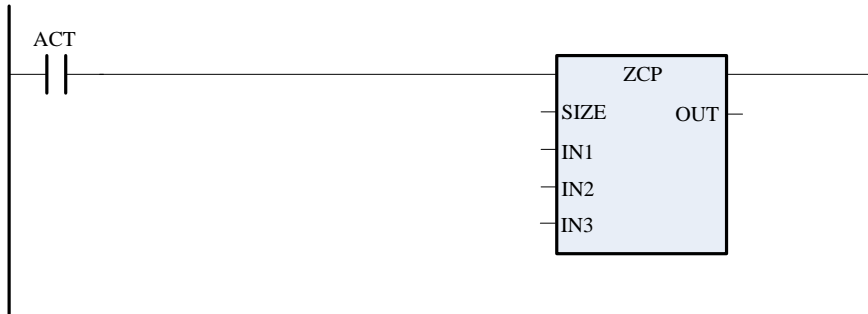 ACT
ZCP
SIZE OUT
IN1
IN2
IN3